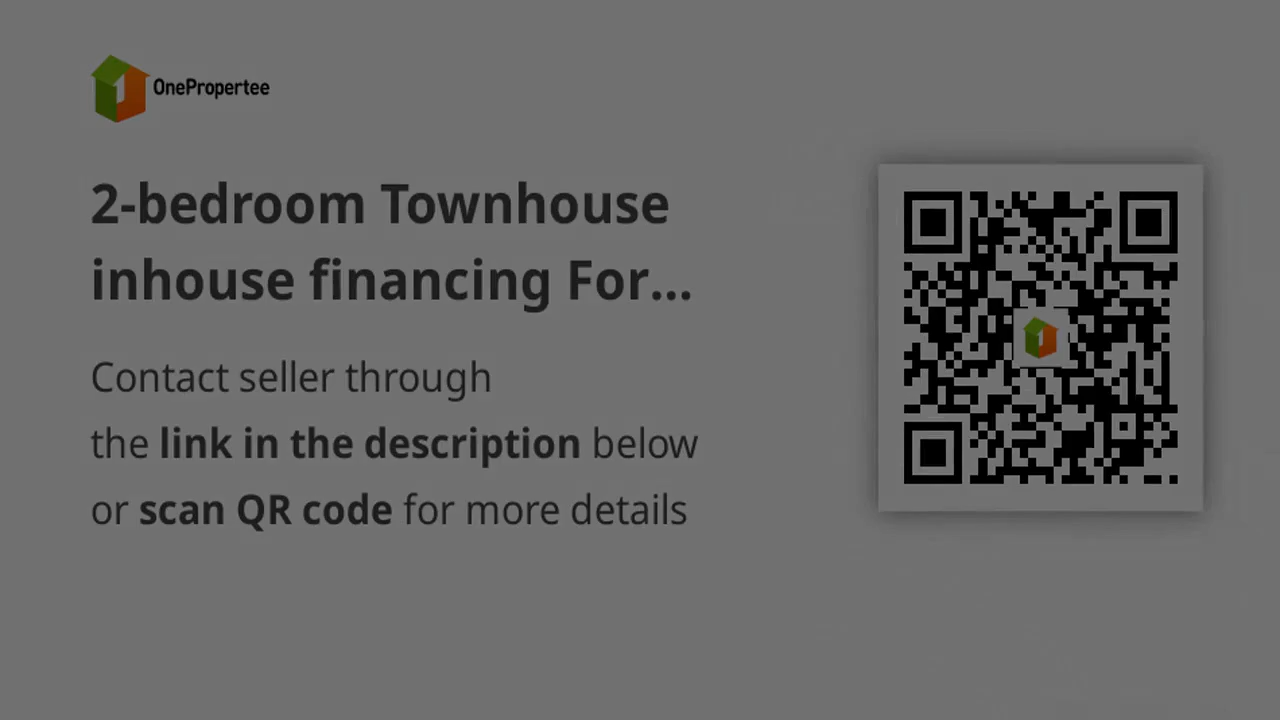 OnePropertee
2-bedroom Townhouse
inhouse financing For...
Contact seller through
the link in the description below
or scan QR code for more details